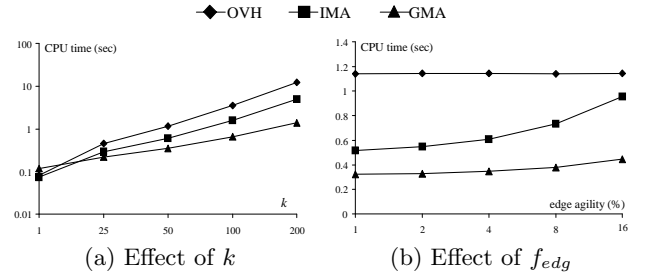 OVH IMA GMA
CPU time (sec)
100
10
1
0.1
0.01
1 25 50 100 200
k
(a) Effect of k
CPU time (sec)
1.4
1.2
1
0.8
0.6
0.4
0.2
0
1 2 4 8 16
edge agility (%)
(b) Effect of f_edg